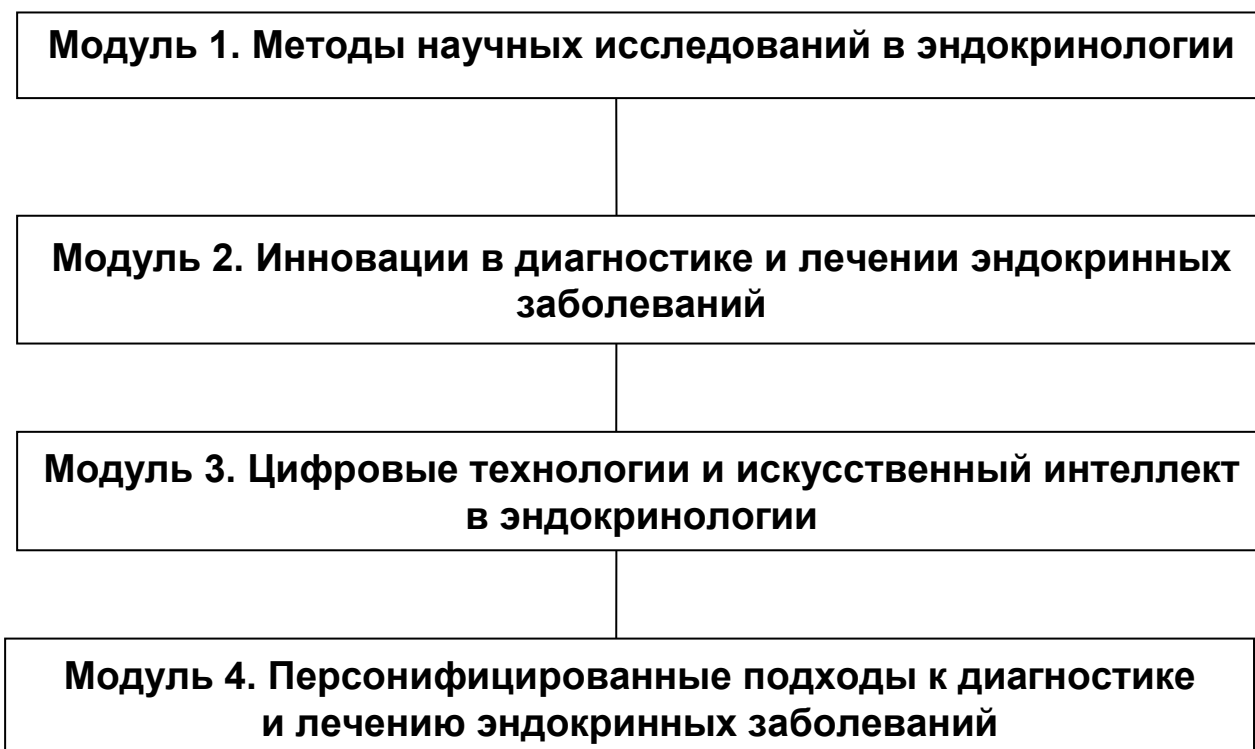 Модуль 1. Методы научных исследований в эндокринологии
Модуль 2. Инновации в диагностике и лечении эндокринных
заболеваний
Модуль 3. Цифровые технологии и искусственный интеллект
в эндокринологии
Модуль 4. Персонифицированные подходы к диагностике
и лечению эндокринных заболеваний